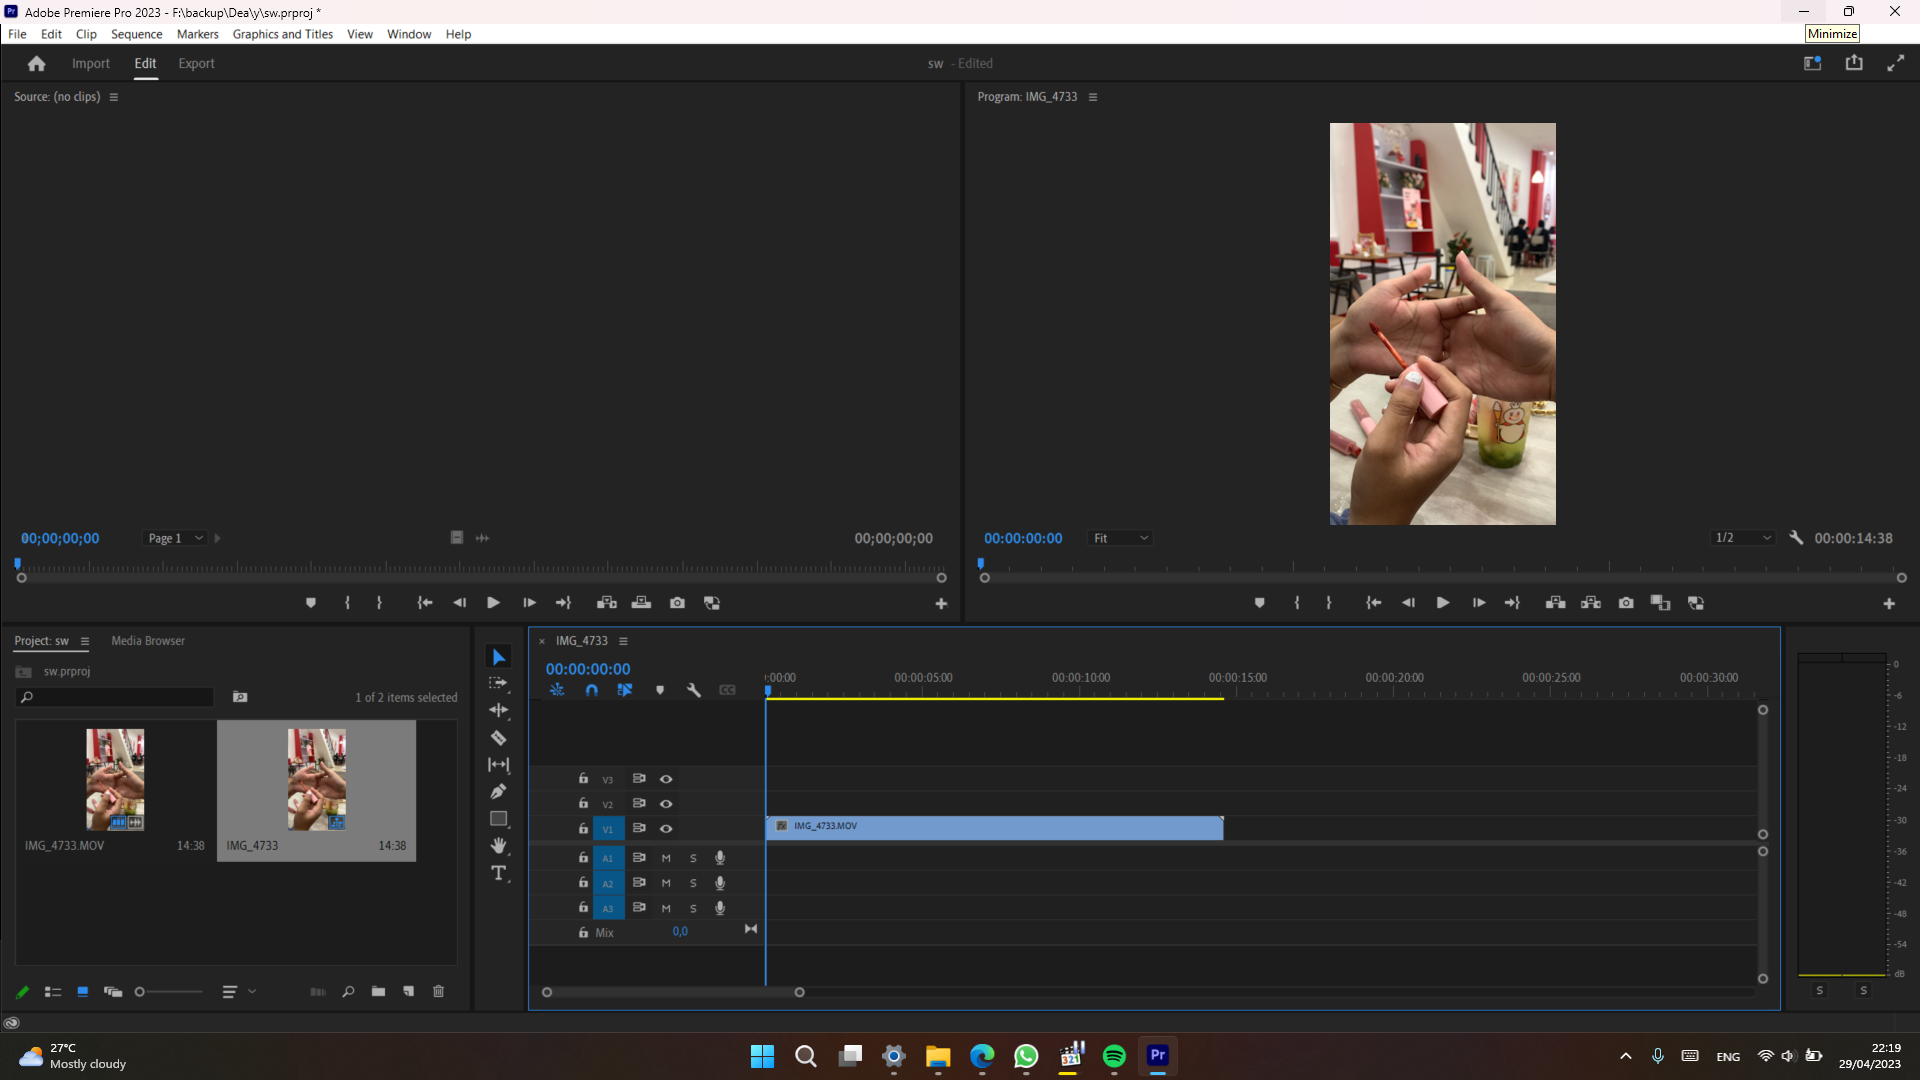 Adobe Premiere Pro 2023 - F:\backup\Dea\y\sw.prproj *
File Edit Clip Sequence Markers Graphics and Titles View Window Help
Minimize
Import Edit Export
sw - Edited
Source: (no clips)
Program: IMG_4733
00;00;00;00
Page 1
00;00;00;00
00:00:00:00
Fit
1/2
00:00:14:38
Project: sw
Media Browser
sw.prproj
1 of 2 items selected
IMG_4733.MOV 14:38
IMG_4733 14:38
IMG_4733
00:00:00:00
:00:00 00:00:05:00 00:00:10:00 00:00:15:00 00:00:20:00 00:00:25:00 00:00:30:00
V3
V2
V1
IMG_4733.MOV
A1 M S
A2 M S
A3 M S
Mix 0,0
0
-6
-12
-18
-24
-30
-36
-42
-48
-54
dB
S S
27°C
Mostly cloudy
321
Pr
ENG
22:19
29/04/2023